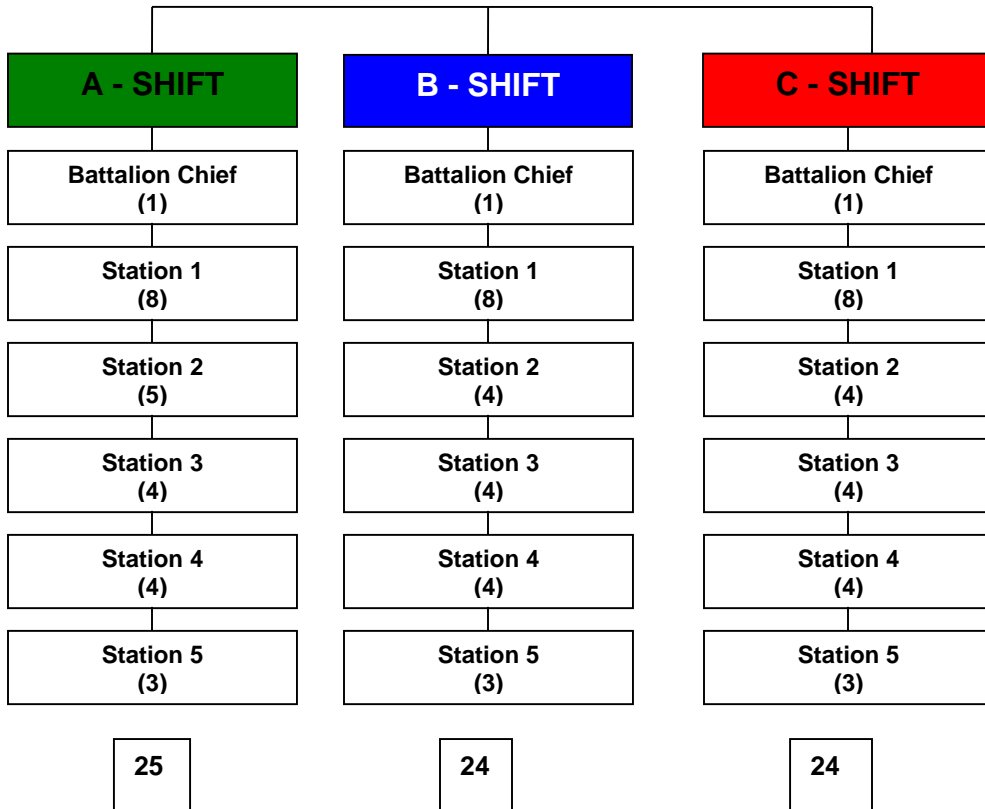 A - SHIFT
B - SHIFT
C - SHIFT
Battalion Chief
(1)
Battalion Chief
(1)
Battalion Chief
(1)
Station 1
(8)
Station 1
(8)
Station 1
(8)
Station 2
(5)
Station 2
(4)
Station 2
(4)
Station 3
(4)
Station 3
(4)
Station 3
(4)
Station 4
(4)
Station 4
(4)
Station 4
(4)
Station 5
(3)
Station 5
(3)
Station 5
(3)
25
24
24